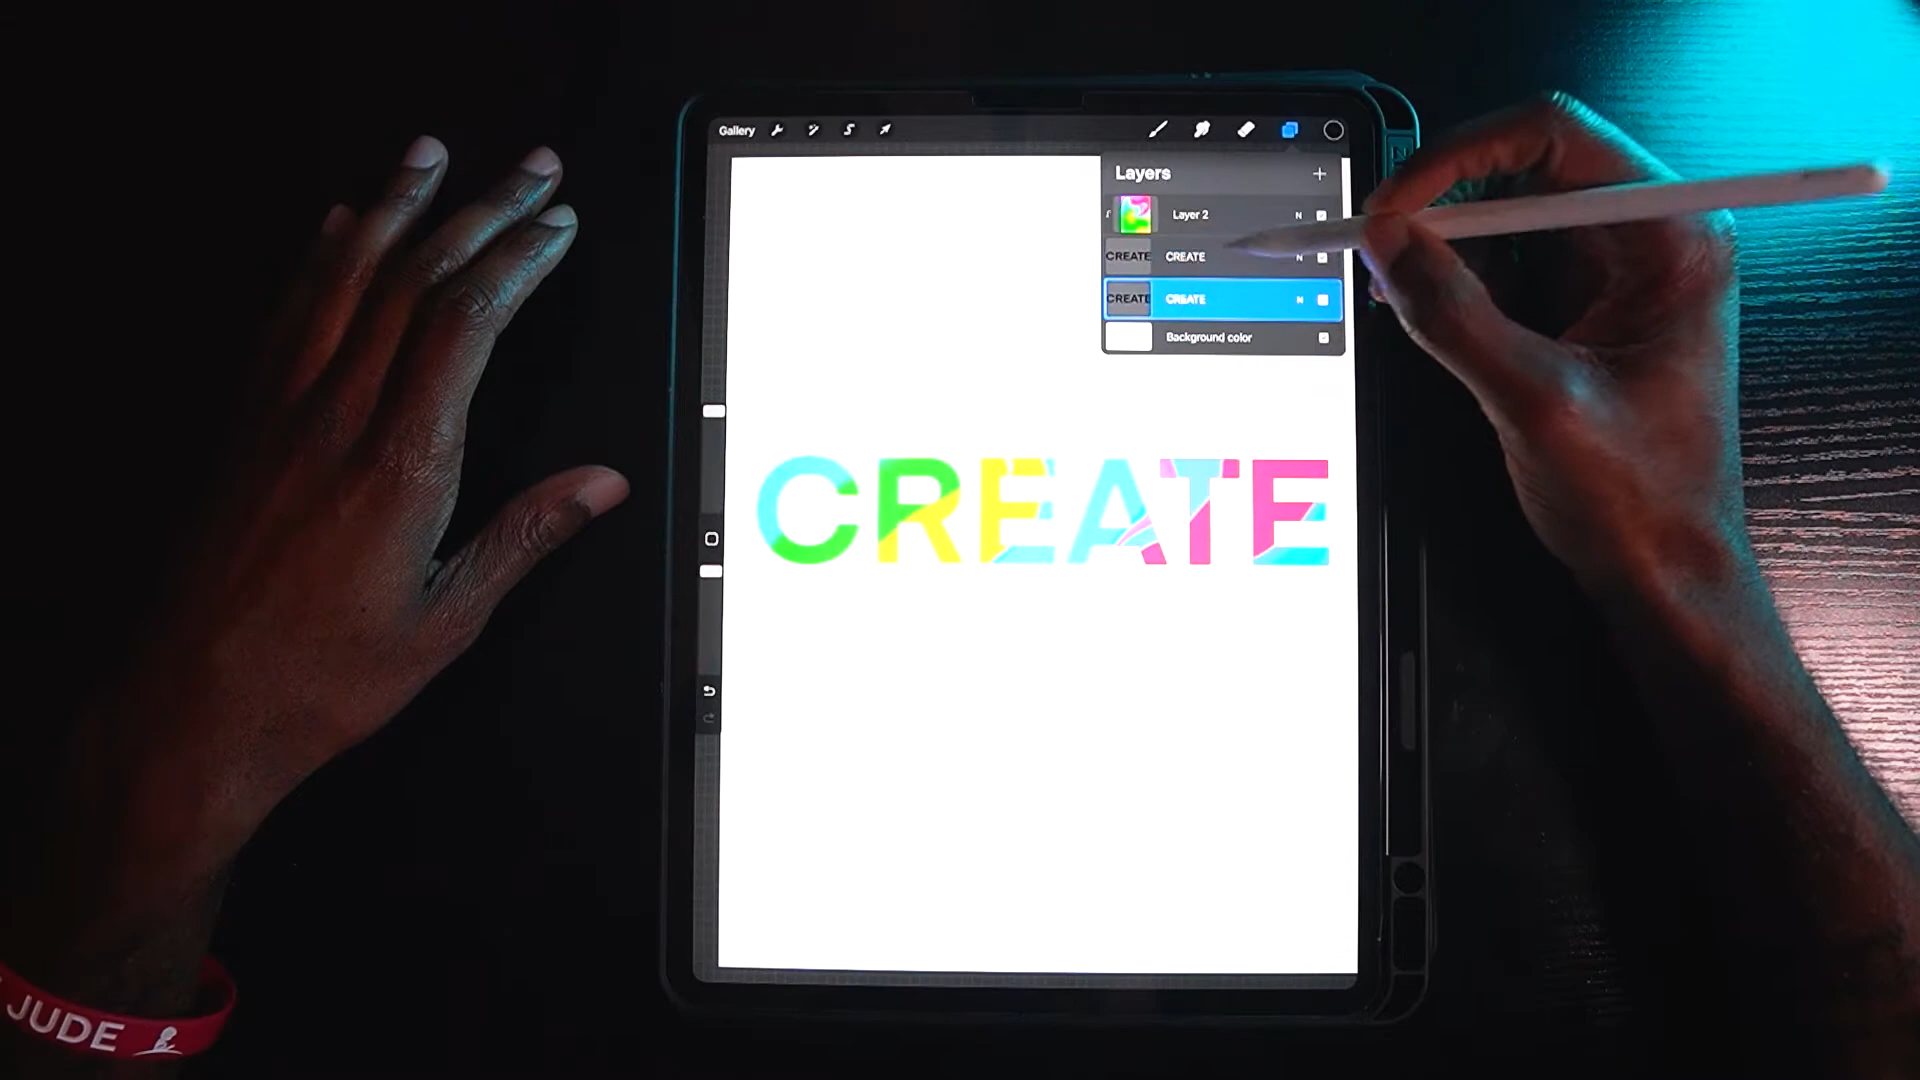 Gallery
Layers
Layer 2 N
CREATE CREATE N
CREATE CREATE N
Background color
CREATE
JUDE